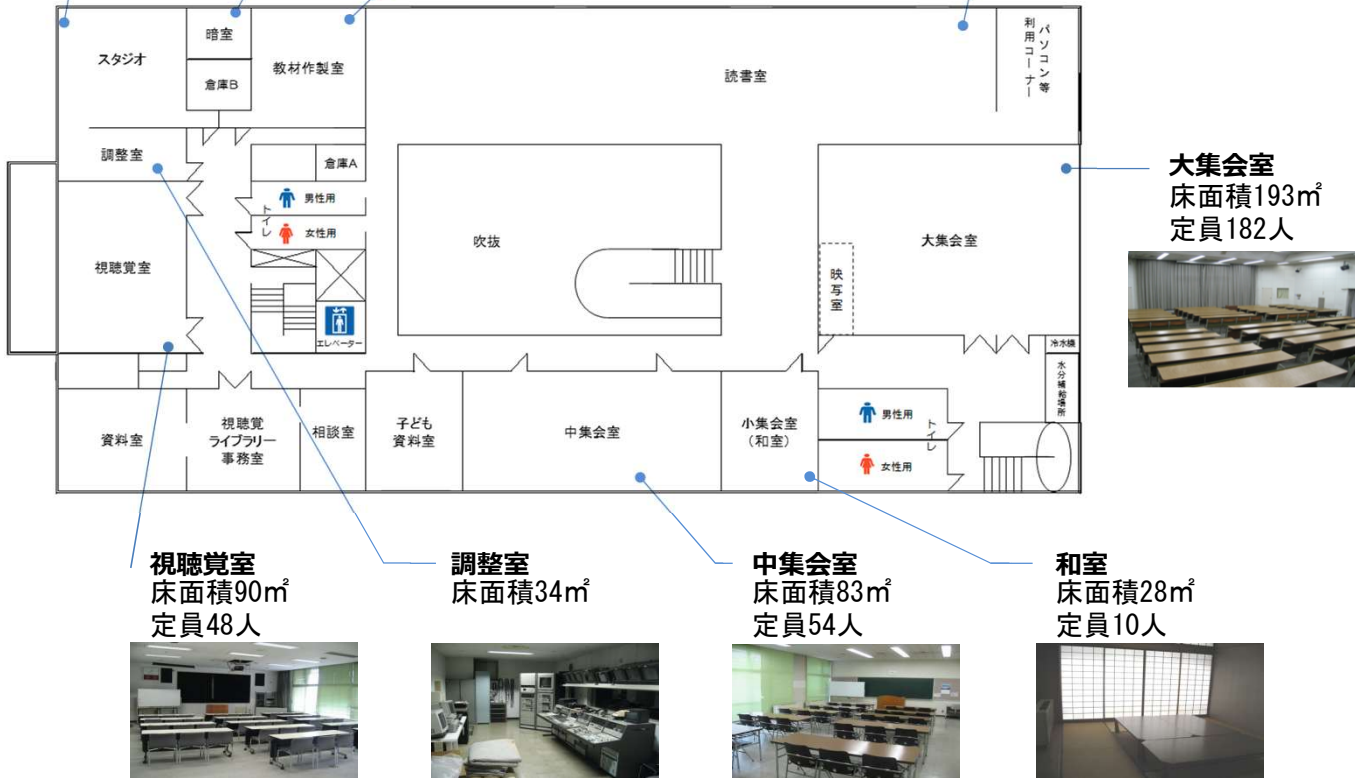 スタジオ
暗室
倉庫B
教材作製室
読書室
パソコン等
利用コーナー
調整室
倉庫A
男性用
女性用
トイレ
視聴覚室
吹抜
大集会室
映写室
エレベーター
冷水機
水分補給場所
資料室
視聴覚
ライブラリー
事務室
相談室
子ども
資料室
中集会室
小集会室
（和室）
男性用
女性用
トイレ
大集会室
床面積193㎡
定員182人
視聴覚室
床面積90㎡
定員48人
調整室
床面積34㎡
中集会室
床面積83㎡
定員54人
和室
床面積28㎡
定員10人